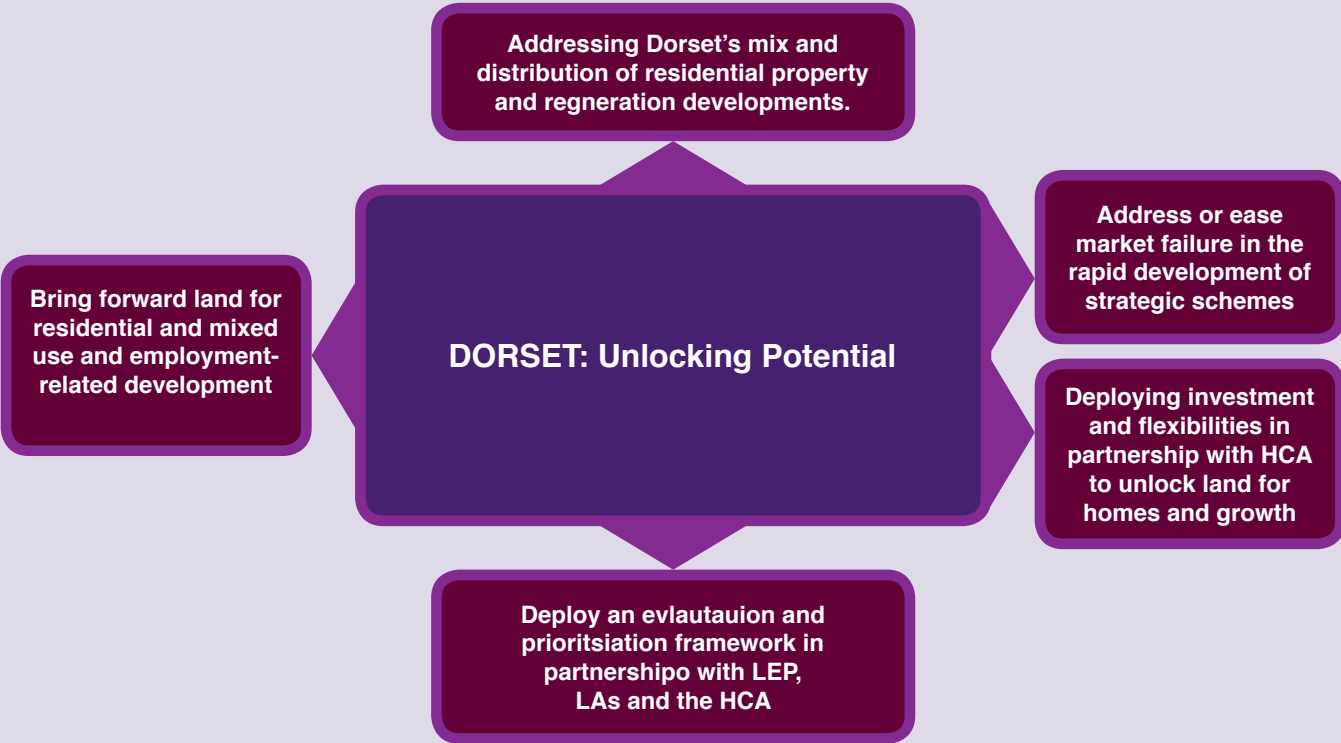 Addressing Dorset's mix and
distribution of residential property
and regneration developments.
Address or ease
market failure in the
rapid development of
strategic schemes
Bring forward land for
residential and mixed
use and employment-
related development
DORSET: Unlocking Potential
Deploying investment
and flexibilities in
partnership with HCA
to unlock land for
homes and growth
Deploy an evlautauion and
prioritsiation framework in
partnershipo with LEP,
LAs and the HCA